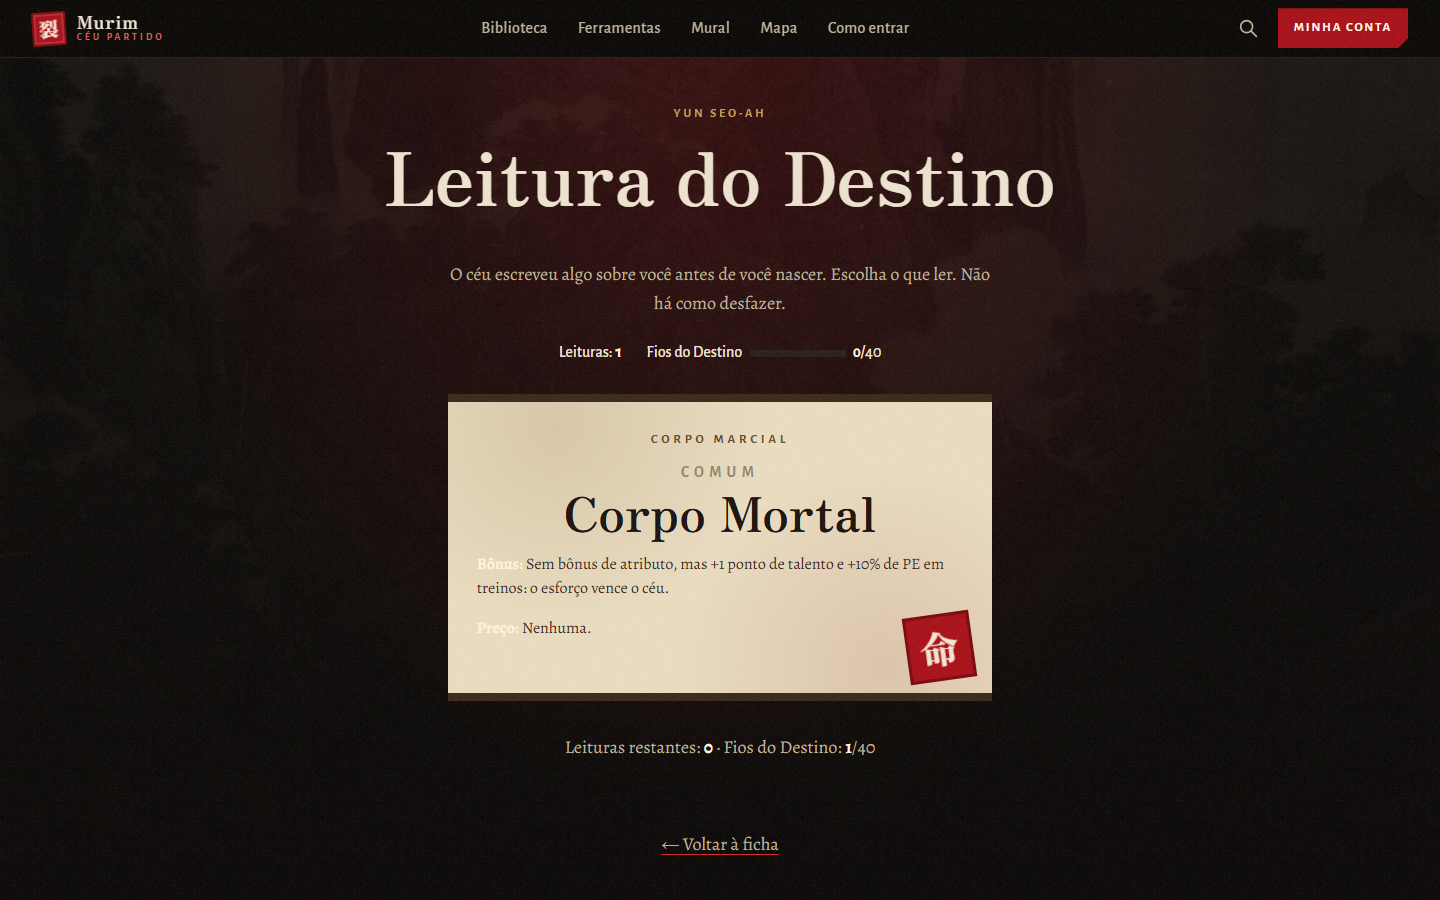 裂 Murim
CÉU PARTIDO
Biblioteca Ferramentas Mural Mapa Como entrar
MINHA CONTA
YUN SEO-AH
Leitura do Destino
O céu escreveu algo sobre você antes de você nascer. Escolha o que ler. Não
há como desfazer.
Leituras: 1 Fios do Destino 0/40
CORPO MARCIAL
COMUM
Corpo Mortal
Bônus: Sem bônus de atributo, mas +1 ponto de talento e +10% de PE em
treinos: o esforço vence o céu.
Preço: Nenhuma.
命
Leituras restantes: 0 · Fios do Destino: 1/40
← Voltar à ficha